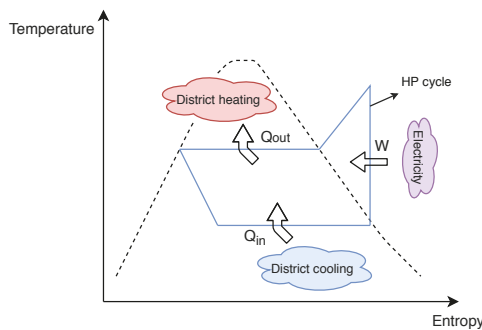 Temperature
HP cycle
District heating
Qout
W
Electricity
Qin
District cooling
Entropy